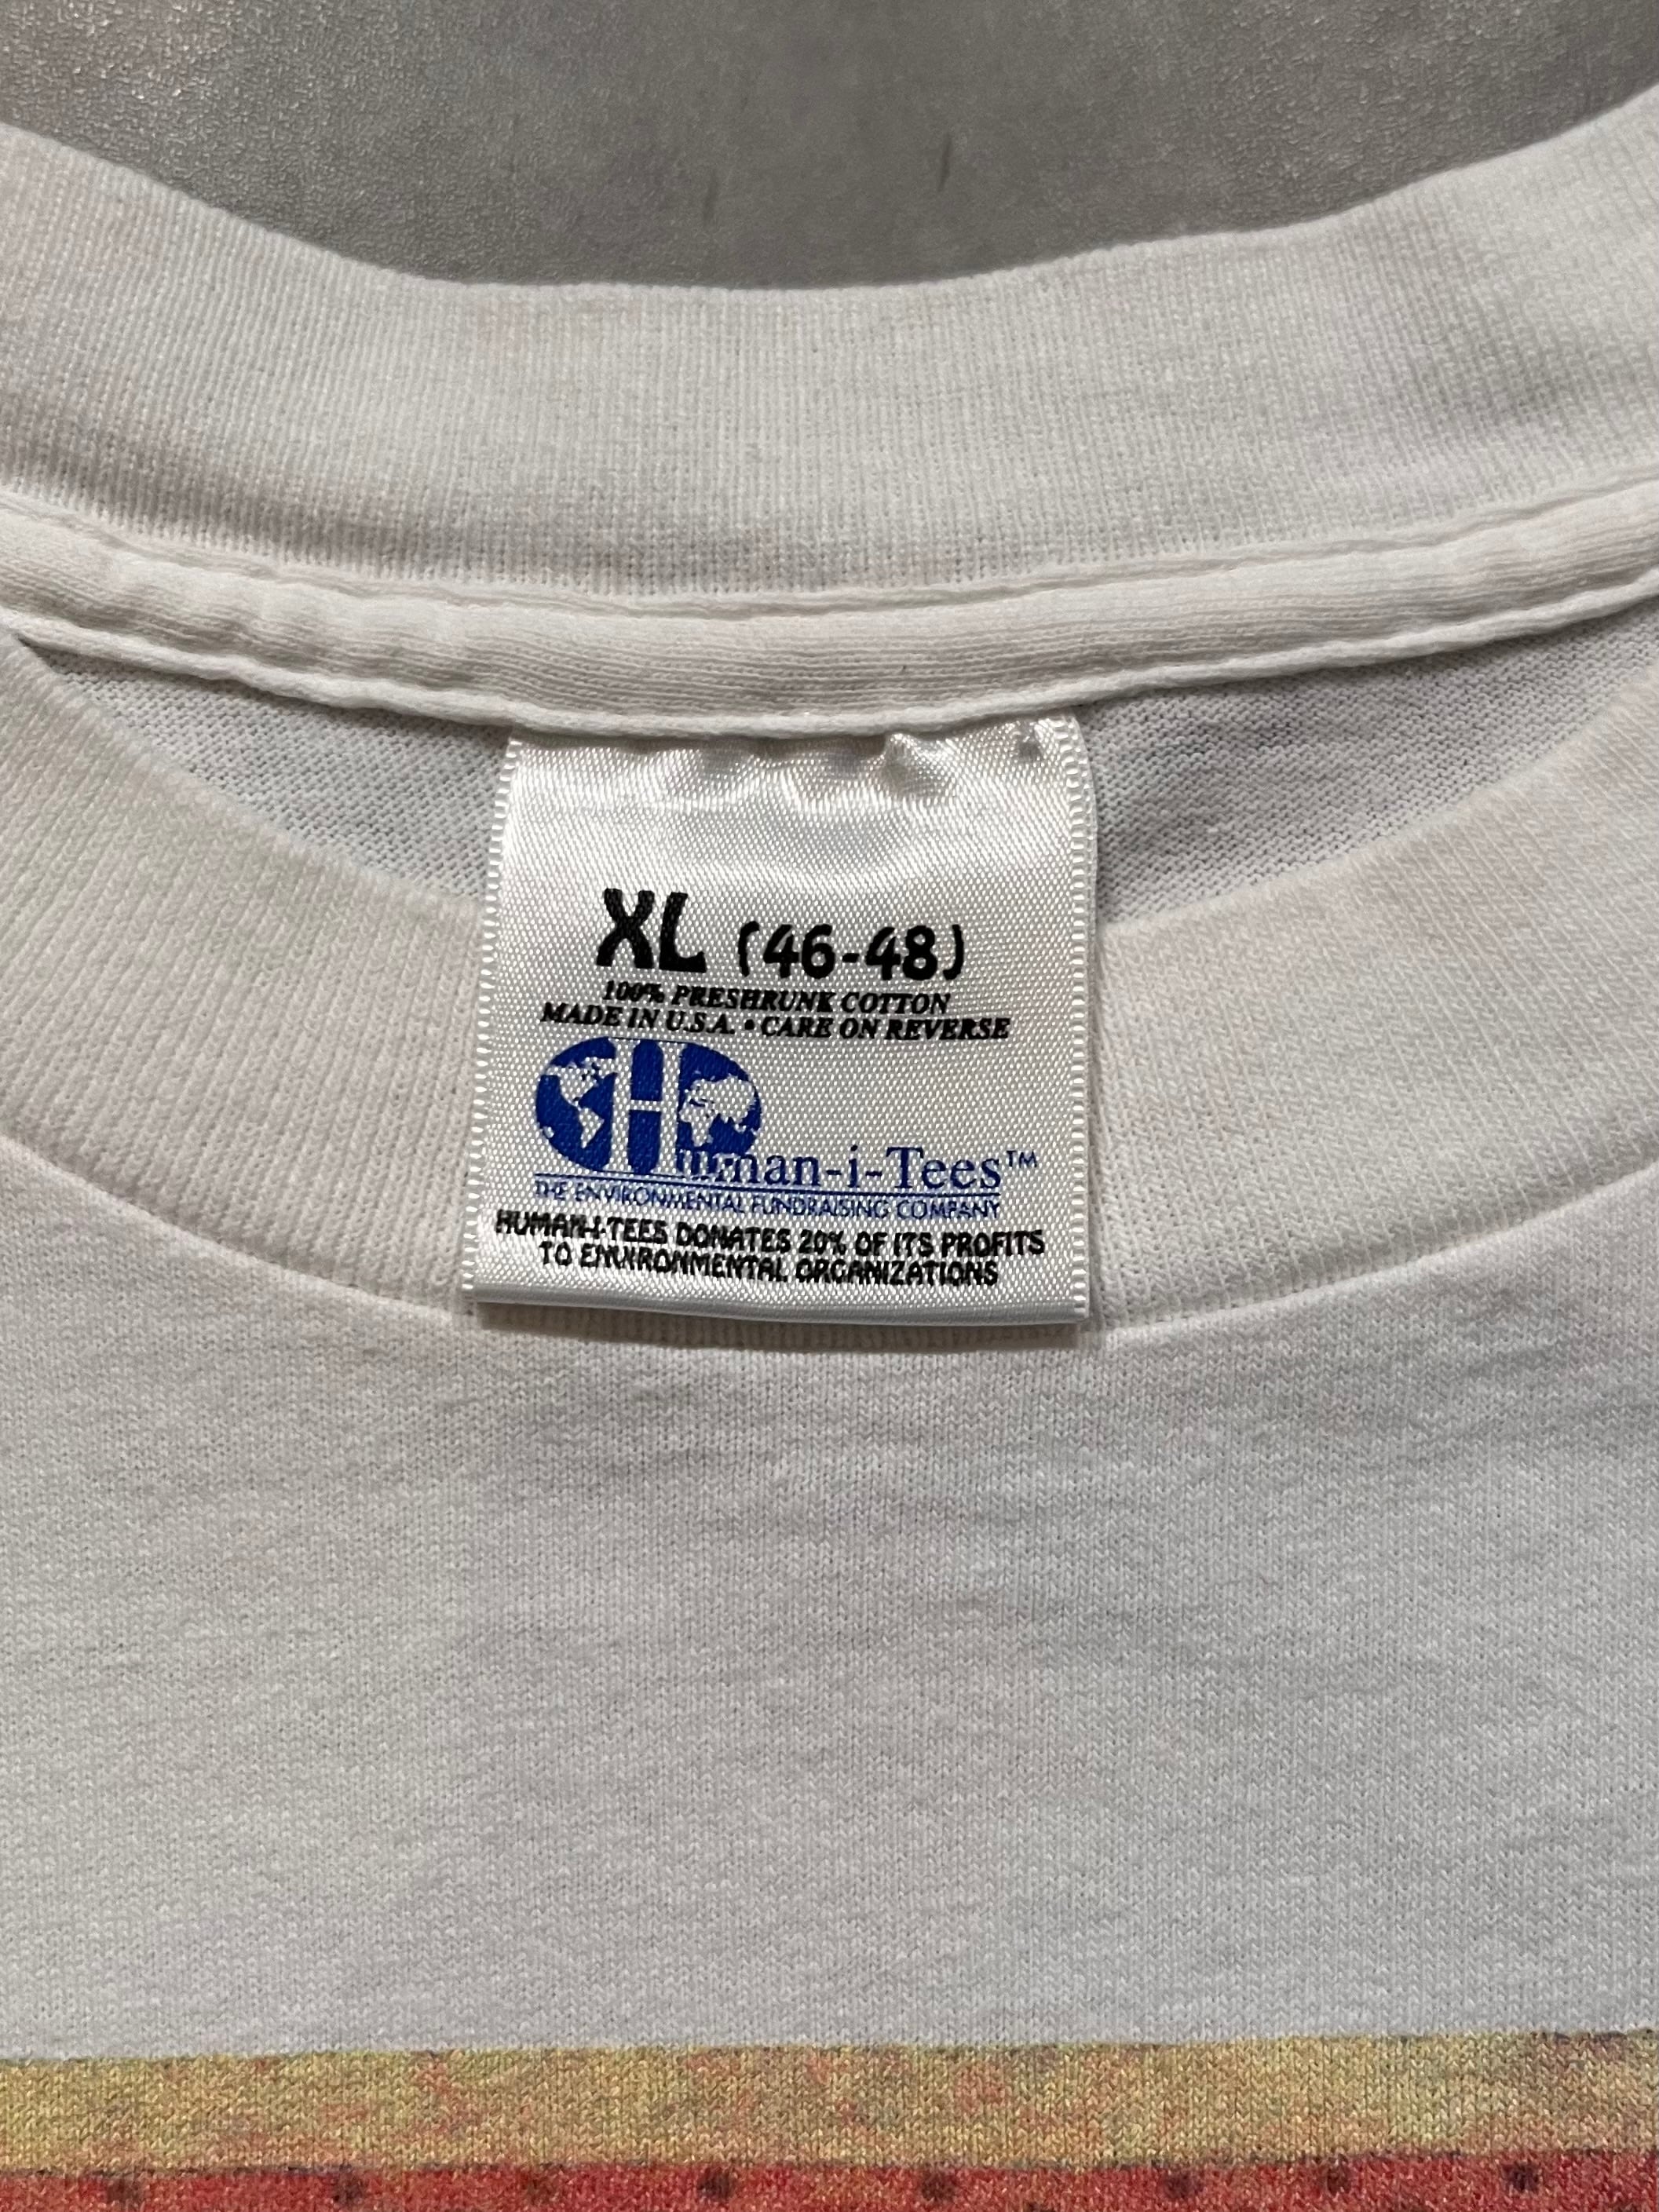 XL (46-48)
100% PRESHRUNK COTTON
MADE IN U.S.A. • CARE ON REVERSE
Human-i-Tees™
THE ENVIRONMENTAL FUNDRAISING COMPANY
HUMAN-I-TEES DONATES 20% OF ITS PROFITS
TO ENVIRONMENTAL ORGANIZATIONS